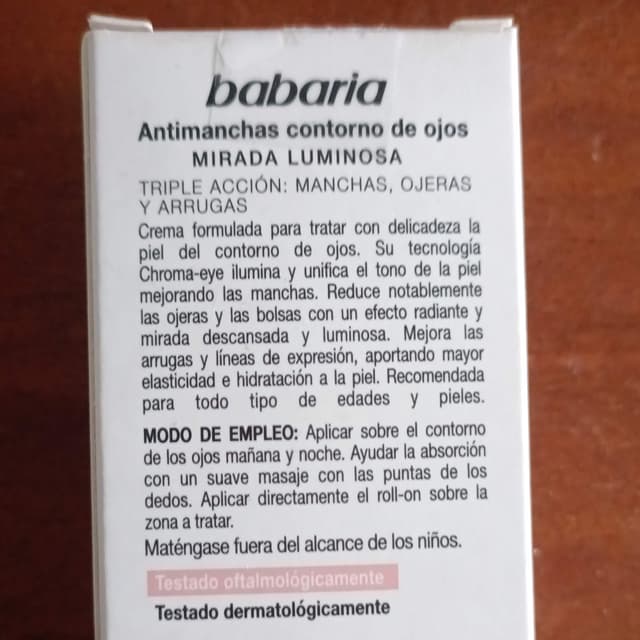 babaria
Antimanchas contorno de ojos
MIRADA LUMINOSA
TRIPLE ACCIÓN: MANCHAS, OJERAS
Y ARRUGAS
Crema formulada para tratar con delicadeza la
piel del contorno de ojos. Su tecnología
Chroma-eye ilumina y unifica el tono de la piel
mejorando las manchas. Reduce notablemente
las ojeras y las bolsas con un efecto radiante y
mirada descansada y luminosa. Mejora las
arrugas y líneas de expresión, aportando mayor
elasticidad e hidratación a la piel. Recomendada
para todo tipo de edades y pieles.
MODO DE EMPLEO: Aplicar sobre el contorno
de los ojos mañana y noche. Ayudar la absorción
con un suave masaje con las puntas de los
dedos. Aplicar directamente el roll-on sobre la
zona a tratar.
Maténgase fuera del alcance de los niños.
Testado oftalmológicamente
Testado dermatológicamente